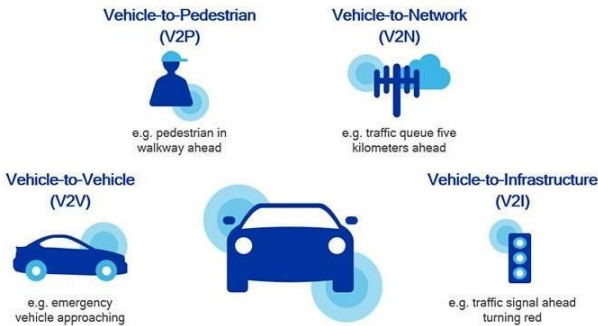 Vehicle-to-Pedestrian
(V2P)
e.g. pedestrian in
walkway ahead
Vehicle-to-Network
(V2N)
e.g. traffic queue five
kilometers ahead
Vehicle-to-Vehicle
(V2V)
e.g. emergency
vehicle approaching
Vehicle-to-Infrastructure
(V2I)
e.g. traffic signal ahead
turning red